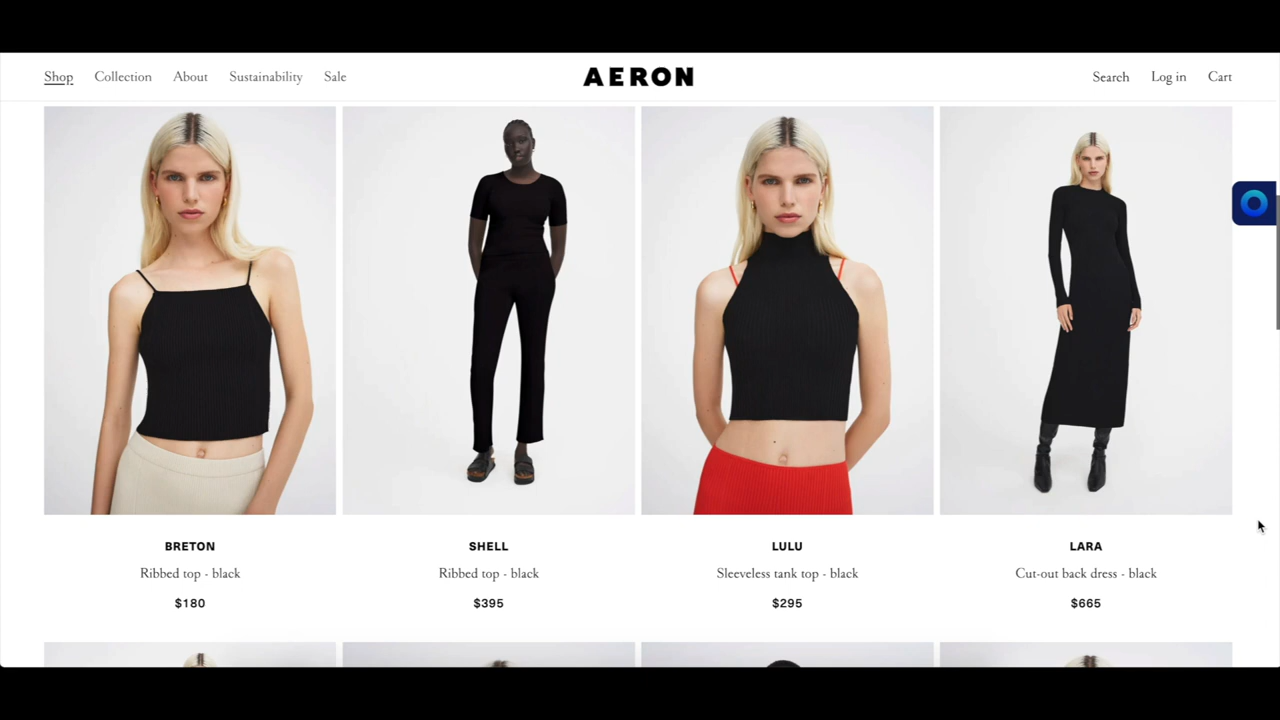 Shop Collection About Sustainability Sale
AERON
Search Log in Cart
BRETON
Ribbed top - black
$180
SHELL
Ribbed top - black
$395
LULU
Sleeveless tank top - black
$295
LARA
Cut-out back dress - black
$665